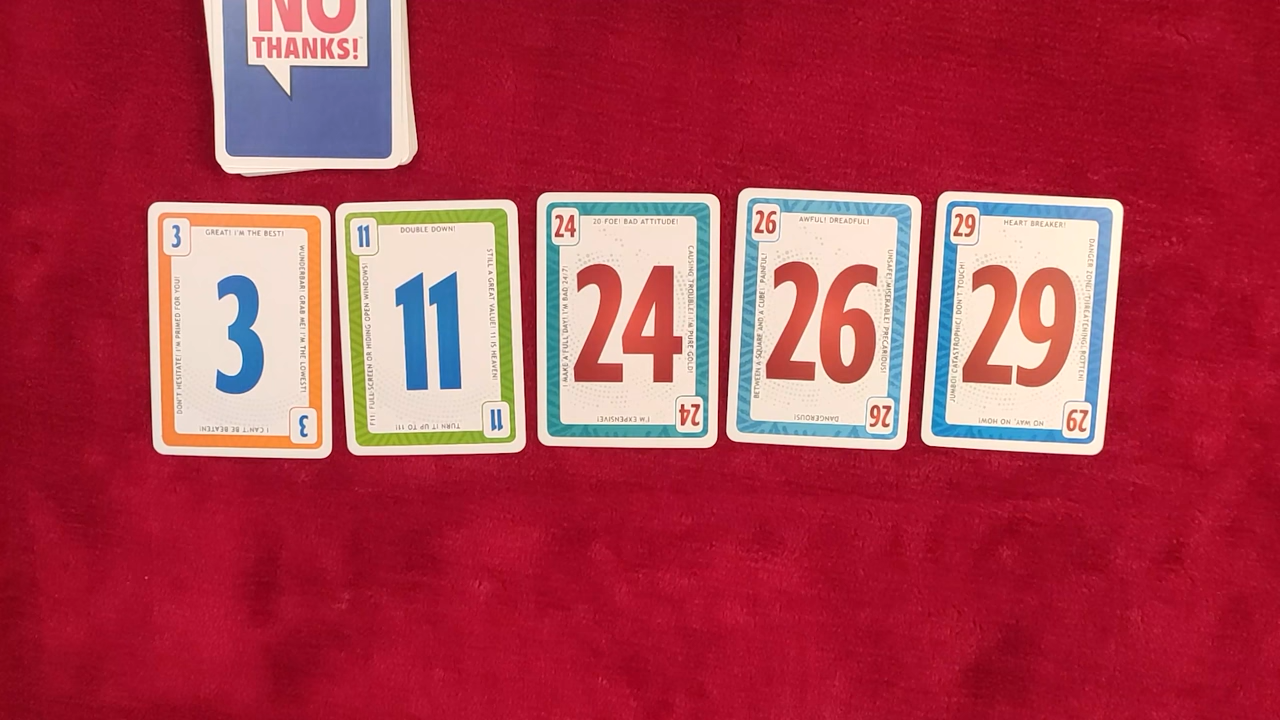 NO
THANKS!
3
GREAT! I'M THE BEST!
WUNDERBAR! GRAB ME! I'M THE LOWEST!
DON'T HESITATE! I'M PRIMED FOR YOU!
3
I CAN'T BE BEATEN!
3
11
DOUBLE DOWN!
STILL A GREAT VALUE! 11 IS HEAVEN!
F11: FULL-SCREEN OR HIDING OPEN WINDOWS!
11
TURN IT UP TO 11!
11
24
20 FOE! BAD ATTITUDE!
CAUSING TROUBLE! I'M PURE GOLD!
I MAKE A FULL DAY! I'M BAD 24/7!
24
I'M EXPENSIVE!
24
26
AWFUL! DREADFUL!
UNSAFE! MISERABLE! PRECARIOUS!
BETWEEN A SQUARE AND A CUBE! PAINFUL!
26
DANGEROUS!
26
29
HEART BREAKER!
DANGER ZONE! THREATENING! ROTTEN!
JUMBO! CATASTROPHIC! DON'T TOUCH!
29
NO WAY, NO HOW!
29